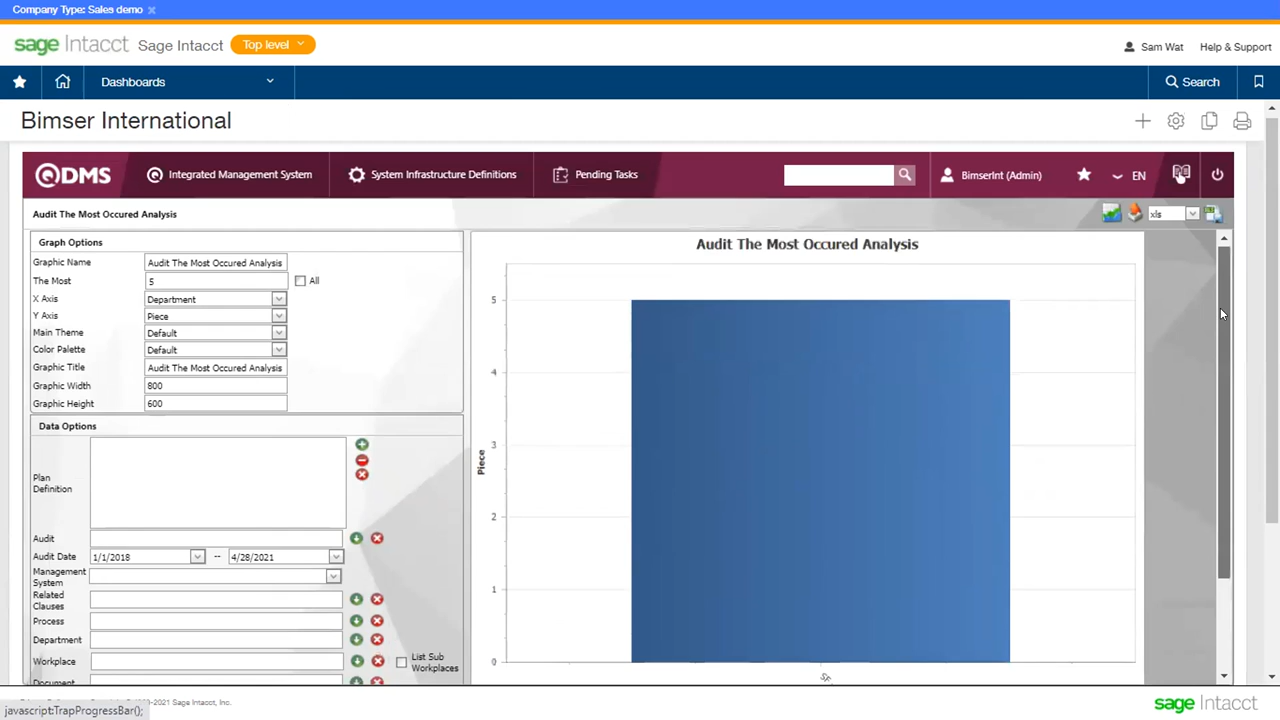 Company Type: Sales demo ×
sage Intacct Sage Intacct Top level Sam Wat Help & Support
Dashboards Search
Bimser International
QDMS Integrated Management System System Infrastructure Definitions Pending Tasks BimserInt (Admin) EN
Audit The Most Occured Analysis xls
Graph Options
Graphic Name Audit The Most Occured Analysis
The Most 5 All
X Axis Department
Y Axis Piece
Main Theme Default
Color Palette Default
Graphic Title Audit The Most Occured Analysis
Graphic Width 800
Graphic Height 600
Data Options
Plan
Definition
Audit
Audit Date 1/1/2018 -- 4/28/2021
Management
System
Related
Clauses
Process
Department
Workplace List Sub
Workplaces
Document
Audit The Most Occured Analysis
5
4
3
2
1
0
Piece
-2021 Sage Intacct, Inc.
javascript:TrapProgressBar();
sage Intacct